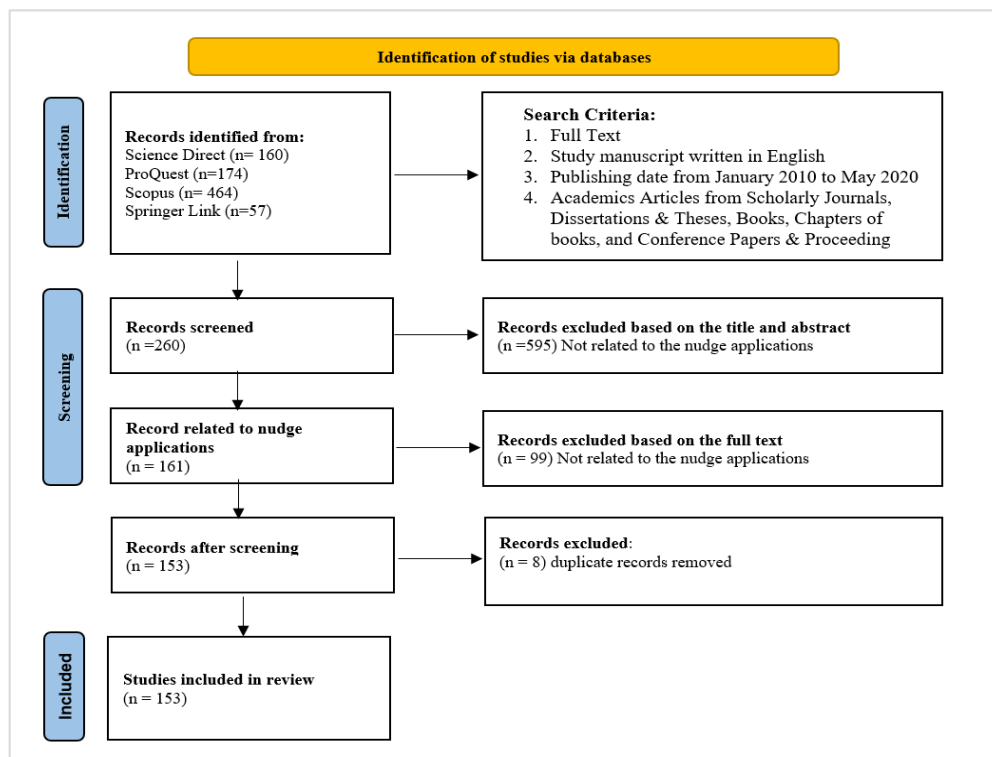 Identification of studies via databases
Identification
Records identified from:
Science Direct (n= 160)
ProQuest (n=174)
Scopus (n= 464)
Springer Link (n=57)
Search Criteria:
1. Full Text
2. Study manuscript written in English
3. Publishing date from January 2010 to May 2020
4. Academics Articles from Scholarly Journals,
Dissertations & Theses, Books, Chapters of
books, and Conference Papers & Proceeding
Screening
Records screened
(n =260)
Records excluded based on the title and abstract
(n =595) Not related to the nudge applications
Record related to nudge
applications
(n = 161)
Records excluded based on the full text
(n = 99) Not related to the nudge applications
Records after screening
(n = 153)
Records excluded:
(n = 8) duplicate records removed
Included
Studies included in review
(n = 153)